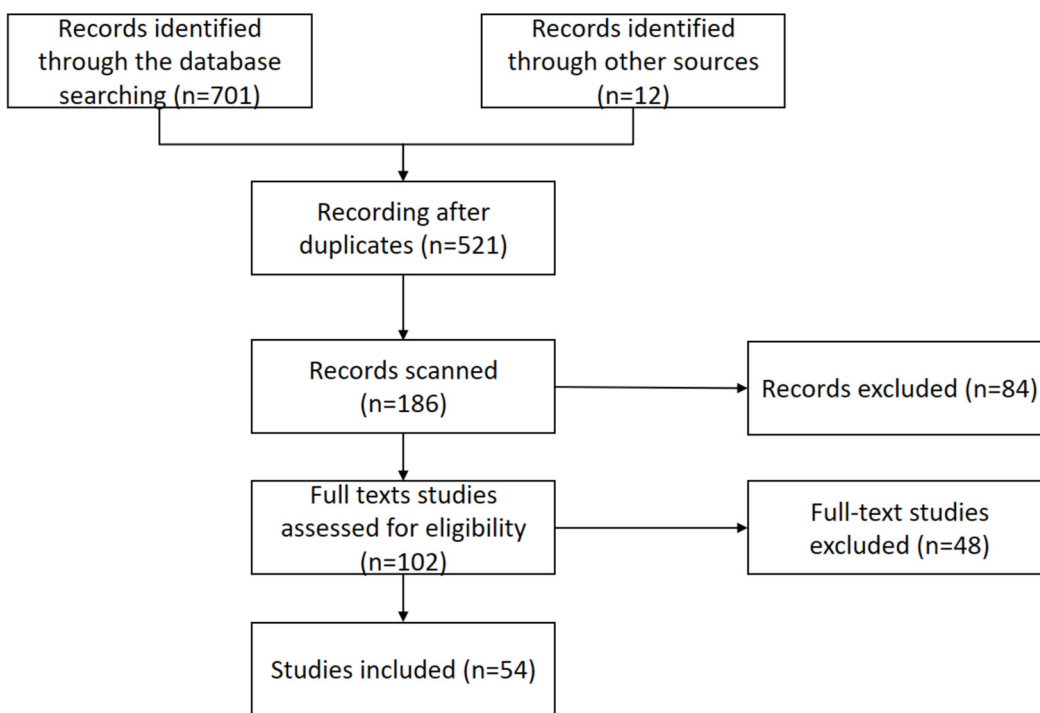 Records identified
through the database
searching (n=701)
Records identified
through other sources
(n=12)
Recording after
duplicates (n=521)
Records scanned
(n=186)
Records excluded (n=84)
Full texts studies
assessed for eligibility
(n=102)
Full-text studies
excluded (n=48)
Studies included (n=54)